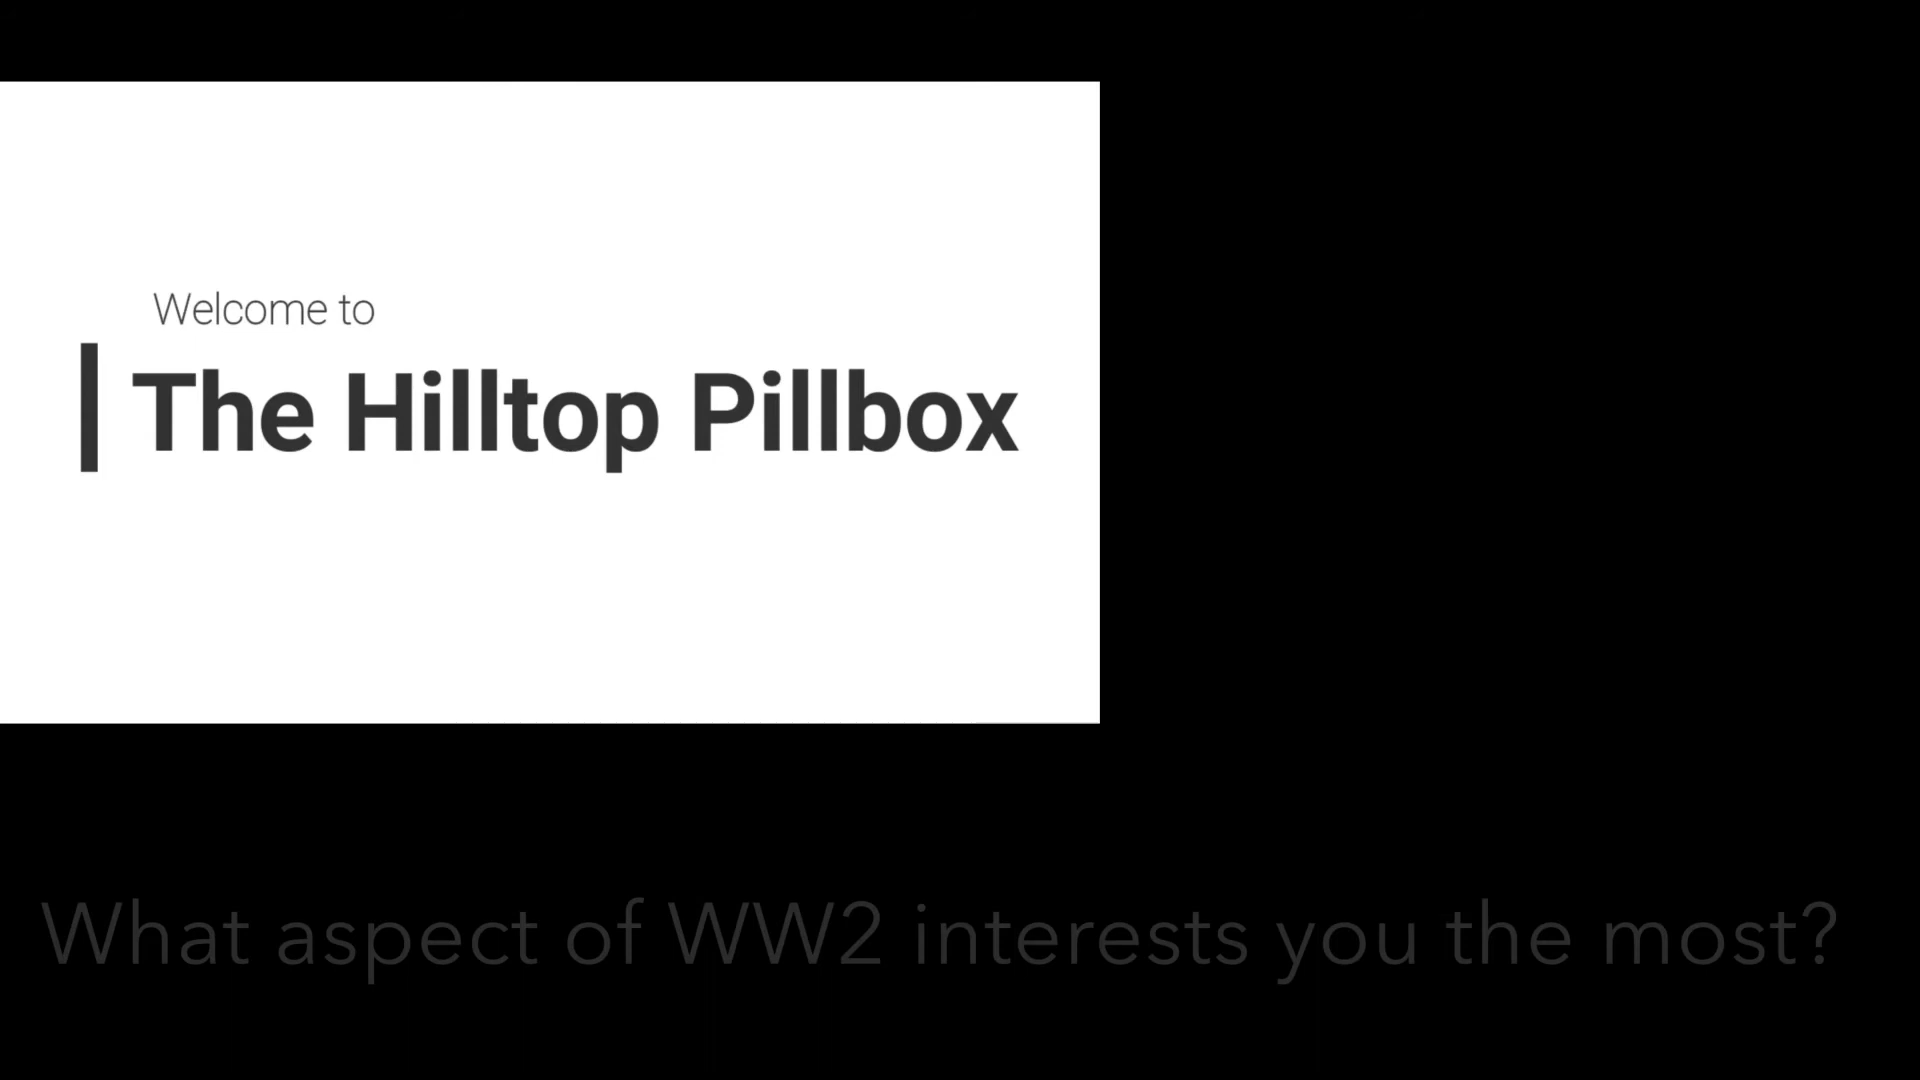 Welcome to
The Hilltop Pillbox
What aspect of WW2 interests you the most?